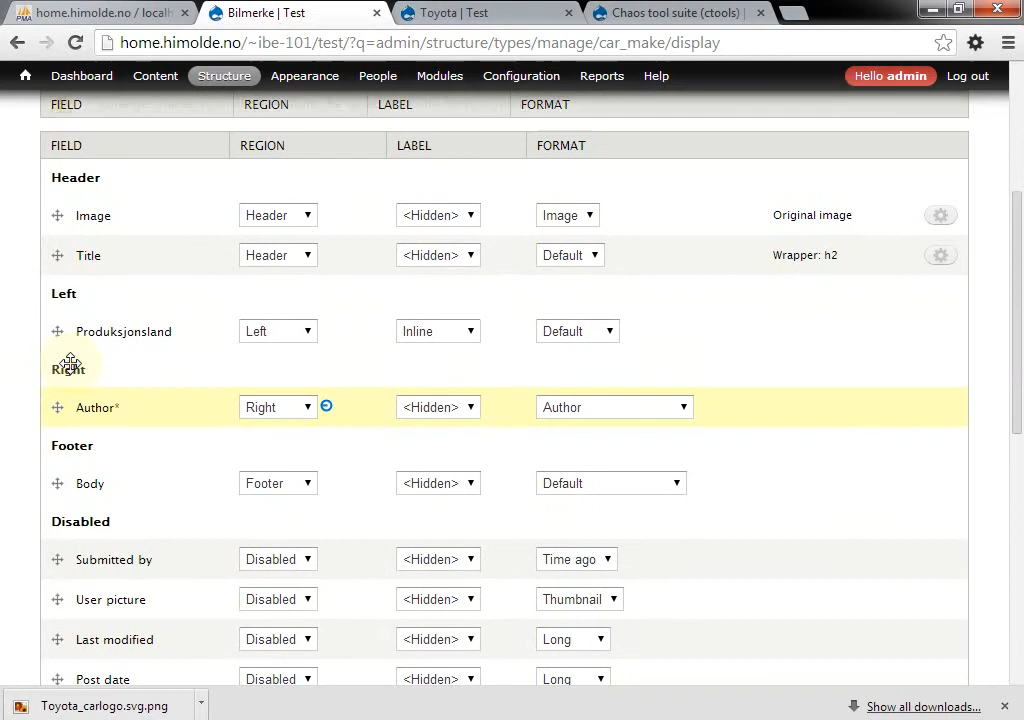 home.himolde.no / localh
Bilmerke | Test
Toyota | Test
Chaos tool suite (ctools) |
home.himolde.no/~ibe-101/test/?q=admin/structure/types/manage/car_make/display
Dashboard Content Structure Appearance People Modules Configuration Reports Help Hello admin Log out
FIELD REGION LABEL FORMAT
FIELD REGION LABEL FORMAT
Header
Image Header <Hidden> Image Original image
Title Header <Hidden> Default Wrapper: h2
Left
Produksjonsland Left Inline Default
Right
Author* Right <Hidden> Author
Footer
Body Footer <Hidden> Default
Disabled
Submitted by Disabled <Hidden> Time ago
User picture Disabled <Hidden> Thumbnail
Last modified Disabled <Hidden> Long
Post date Disabled <Hidden> Long
Toyota_carlogo.svg.png
Show all downloads...